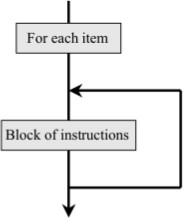 For each item
Block of instructions